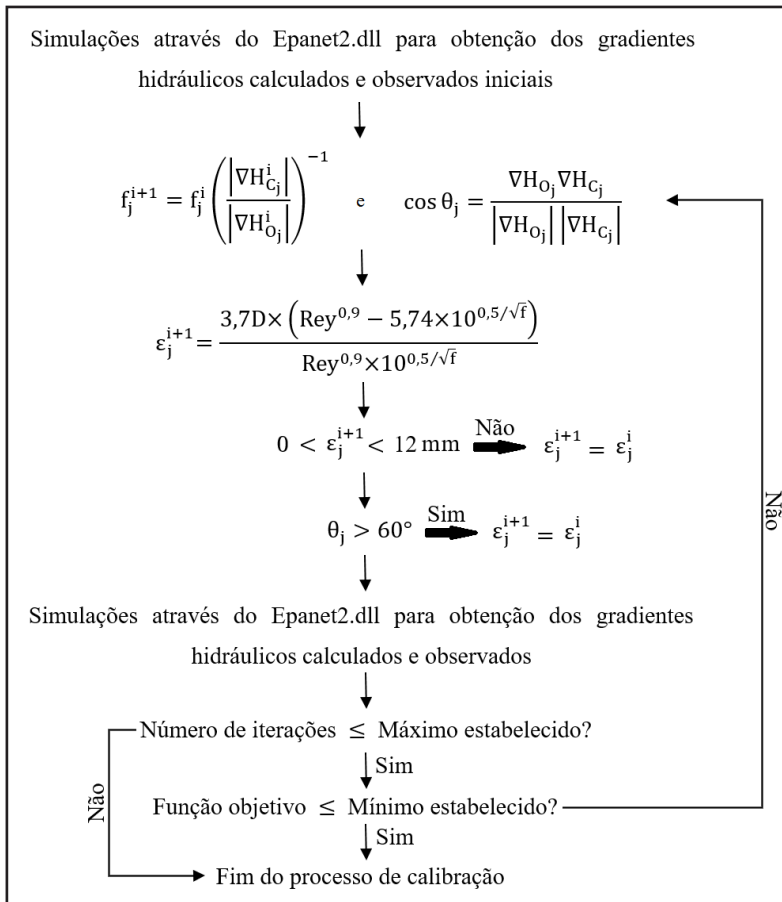 Simulações através do Epanet2.dll para obtenção dos gradientes
hidráulicos calculados e observados iniciais
f_j^{i+1} = f_j^i (|∇H_{C_j}^i| / |∇H_{O_j}^i|)^{−1} e cos θ_j = ∇H_{O_j} ∇H_{C_j} / |∇H_{O_j}| |∇H_{C_j}|
ε_j^{i+1} = 3,7D× (Rey^{0,9} − 5,74×10^{0,5/√f}) / Rey^{0,9}×10^{0,5/√f}
0 < ε_j^{i+1} < 12 mm Não ε_j^{i+1} = ε_j^i
θ_j > 60° Sim ε_j^{i+1} = ε_j^i
Não
Simulações através do Epanet2.dll para obtenção dos gradientes
hidráulicos calculados e observados
Número de iterações ≤ Máximo estabelecido?
Sim
Não
Função objetivo ≤ Mínimo estabelecido?
Sim
Fim do processo de calibração